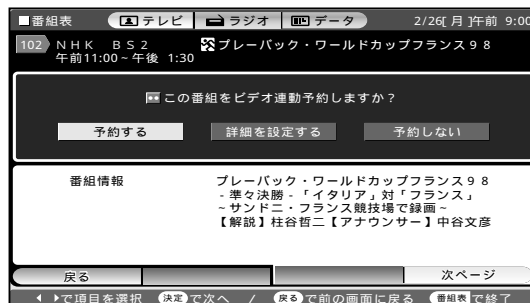 ■番組表 テレビ ラジオ データ 2/26[月]午前 9:00
102 NHK BS2 プレーバック・ワールドカップフランス98
午前11:00~午後 1:30
この番組をビデオ連動予約しますか?
予約する 詳細を設定する 予約しない
番組情報 プレーバック・ワールドカップフランス98
-準々決勝-「イタリア」対「フランス」
~サンドニ・フランス競技場で録画~
【解説】柱谷哲二【アナウンサー】中谷文彦
戻る 次ページ
で項目を選択 決定で次へ / 戻るで前の画面に戻る 番組表で終了